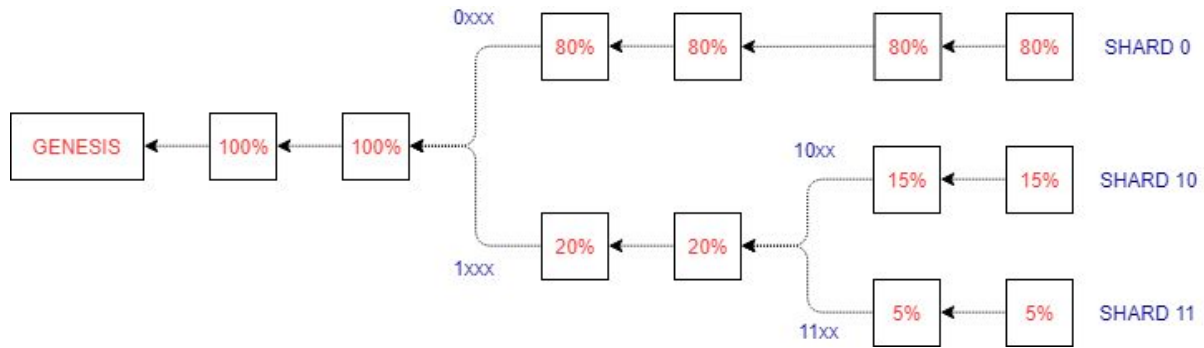 0xxx
80% 80% 80% 80% SHARD 0
GENESIS 100% 100%
10xx
15% 15% SHARD 10
20% 20%
1xxx
5% 5% SHARD 11
11xx